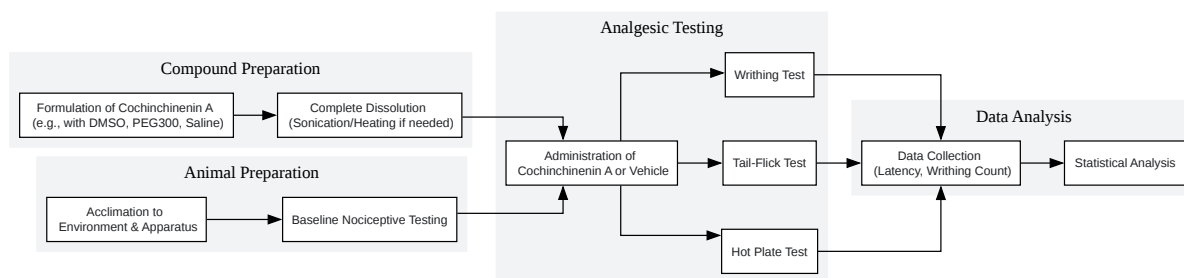 Compound Preparation
Formulation of Cochinchinenin A
(e.g., with DMSO, PEG300, Saline)
Complete Dissolution
(Sonication/Heating if needed)
Animal Preparation
Acclimation to
Environment & Apparatus
Baseline Nociceptive Testing
Analgesic Testing
Administration of
Cochinchinenin A or Vehicle
Writhing Test
Tail-Flick Test
Hot Plate Test
Data Analysis
Data Collection
(Latency, Writhing Count)
Statistical Analysis